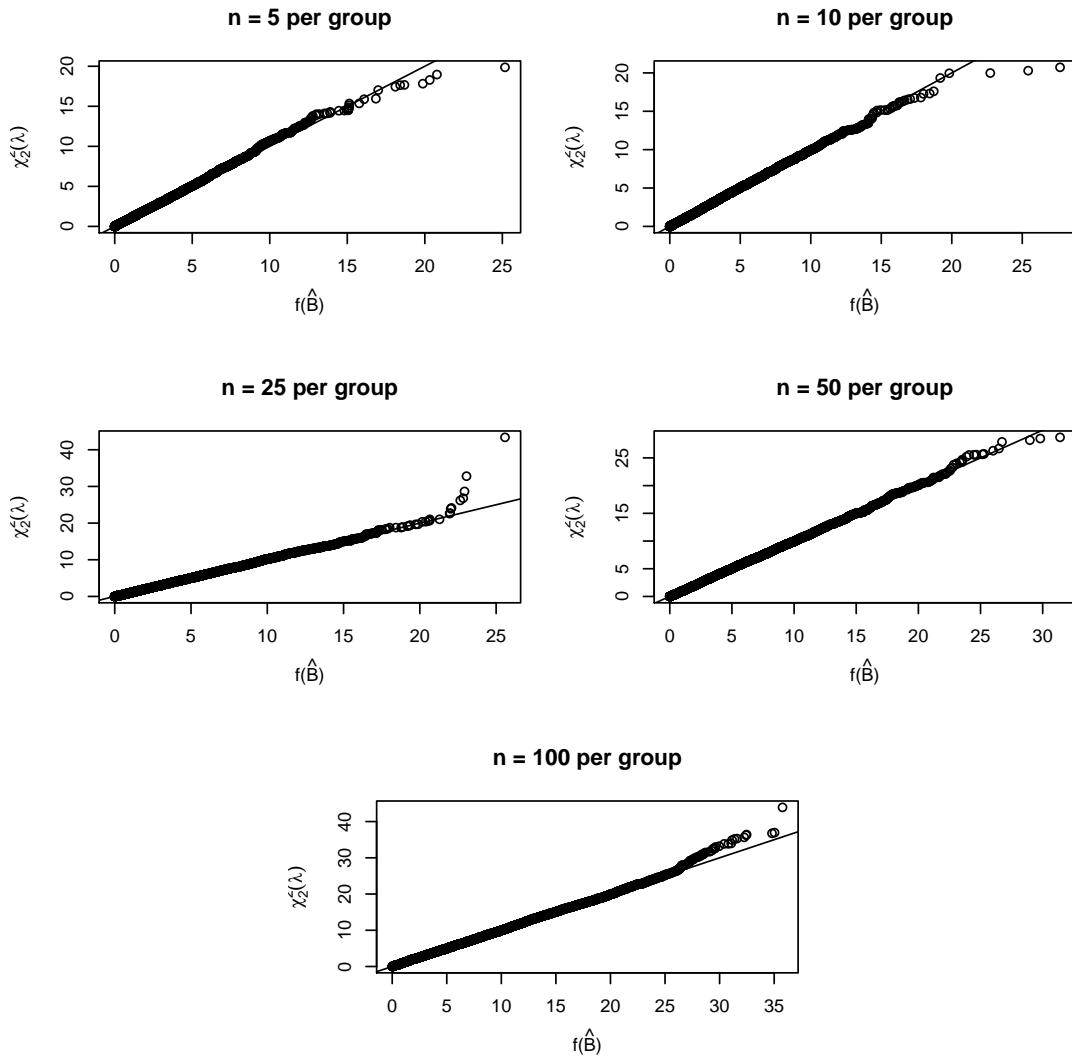 n = 5 per group
χ²₂(λ)
0 5 10 15 20
0 5 10 15 20 25
f(B̂)
n = 10 per group
χ²₂(λ)
0 5 10 15 20
0 5 10 15 20 25
f(B̂)
n = 25 per group
χ²₂(λ)
0 10 20 30 40
0 5 10 15 20 25
f(B̂)
n = 50 per group
χ²₂(λ)
0 5 15 25
0 5 10 15 20 25 30
f(B̂)
n = 100 per group
χ²₂(λ)
0 10 20 30 40
0 5 10 15 20 25 30 35
f(B̂)